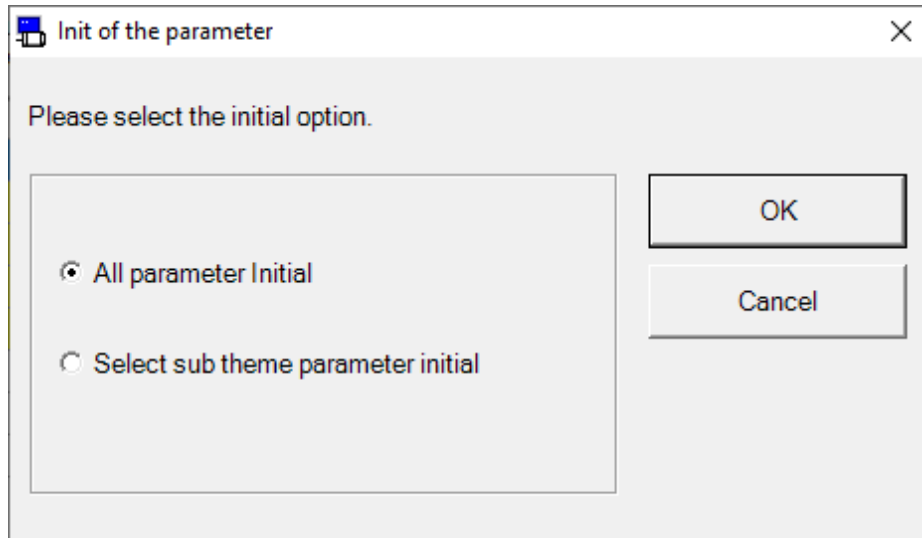 Init of the parameter
Please select the initial option.
All parameter Initial
Select sub theme parameter initial
OK
Cancel